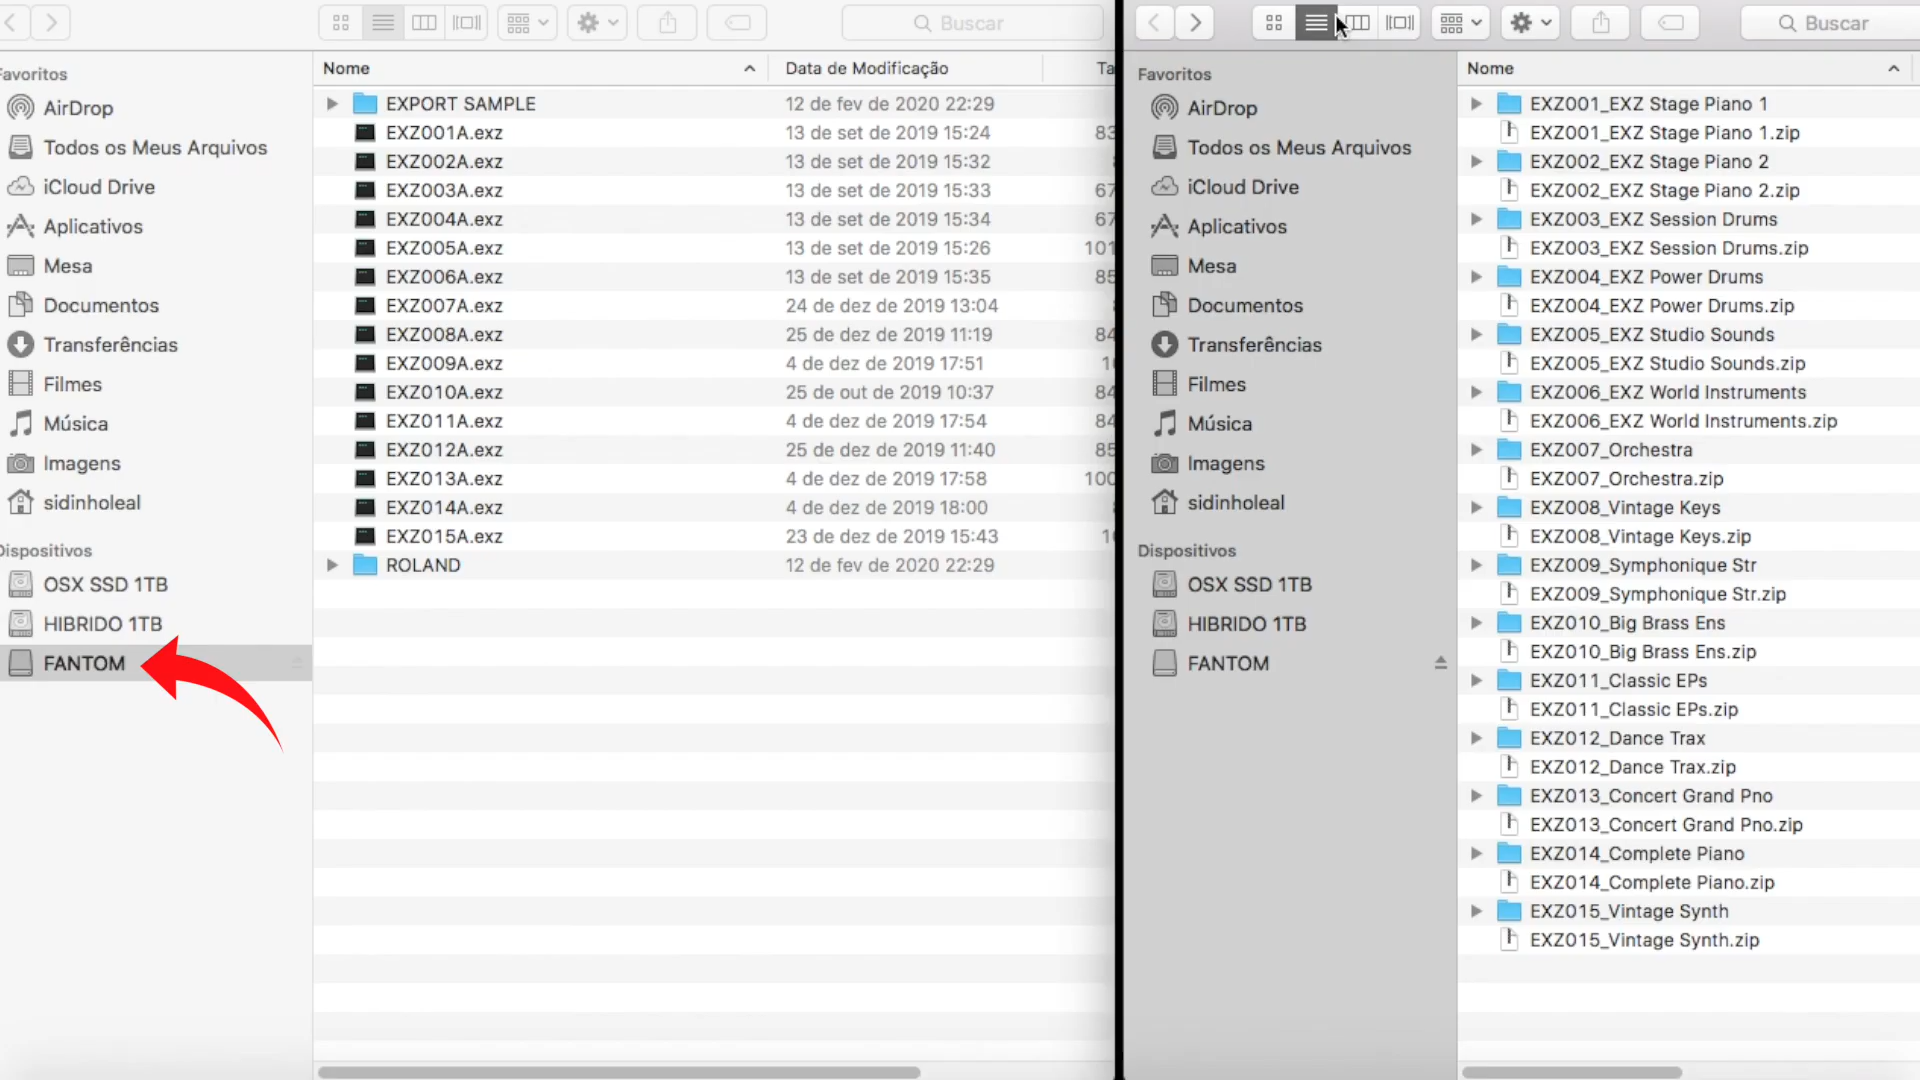 Buscar
Favoritos
AirDrop
Todos os Meus Arquivos
iCloud Drive
Aplicativos
Mesa
Documentos
Transferências
Filmes
Música
Imagens
sidinholeal
Dispositivos
OSX SSD 1TB
HIBRIDO 1TB
FANTOM
Nome Data de Modificação Ta
EXPORT SAMPLE 12 de fev de 2020 22:29
EXZ001A.exz 13 de set de 2019 15:24 83
EXZ002A.exz 13 de set de 2019 15:32
EXZ003A.exz 13 de set de 2019 15:33 67
EXZ004A.exz 13 de set de 2019 15:34 67
EXZ005A.exz 13 de set de 2019 15:26 101
EXZ006A.exz 13 de set de 2019 15:35 85
EXZ007A.exz 24 de dez de 2019 13:04
EXZ008A.exz 25 de dez de 2019 11:19 84
EXZ009A.exz 4 de dez de 2019 17:51
EXZ010A.exz 25 de out de 2019 10:37 84
EXZ011A.exz 4 de dez de 2019 17:54 84
EXZ012A.exz 25 de dez de 2019 11:40 85
EXZ013A.exz 4 de dez de 2019 17:58 100
EXZ014A.exz 4 de dez de 2019 18:00
EXZ015A.exz 23 de dez de 2019 15:43
ROLAND 12 de fev de 2020 22:29
Buscar
Favoritos
AirDrop
Todos os Meus Arquivos
iCloud Drive
Aplicativos
Mesa
Documentos
Transferências
Filmes
Música
Imagens
sidinholeal
Dispositivos
OSX SSD 1TB
HIBRIDO 1TB
FANTOM
Nome
EXZ001_EXZ Stage Piano 1
EXZ001_EXZ Stage Piano 1.zip
EXZ002_EXZ Stage Piano 2
EXZ002_EXZ Stage Piano 2.zip
EXZ003_EXZ Session Drums
EXZ003_EXZ Session Drums.zip
EXZ004_EXZ Power Drums
EXZ004_EXZ Power Drums.zip
EXZ005_EXZ Studio Sounds
EXZ005_EXZ Studio Sounds.zip
EXZ006_EXZ World Instruments
EXZ006_EXZ World Instruments.zip
EXZ007_Orchestra
EXZ007_Orchestra.zip
EXZ008_Vintage Keys
EXZ008_Vintage Keys.zip
EXZ009_Symphonique Str
EXZ009_Symphonique Str.zip
EXZ010_Big Brass Ens
EXZ010_Big Brass Ens.zip
EXZ011_Classic EPs
EXZ011_Classic EPs.zip
EXZ012_Dance Trax
EXZ012_Dance Trax.zip
EXZ013_Concert Grand Pno
EXZ013_Concert Grand Pno.zip
EXZ014_Complete Piano
EXZ014_Complete Piano.zip
EXZ015_Vintage Synth
EXZ015_Vintage Synth.zip